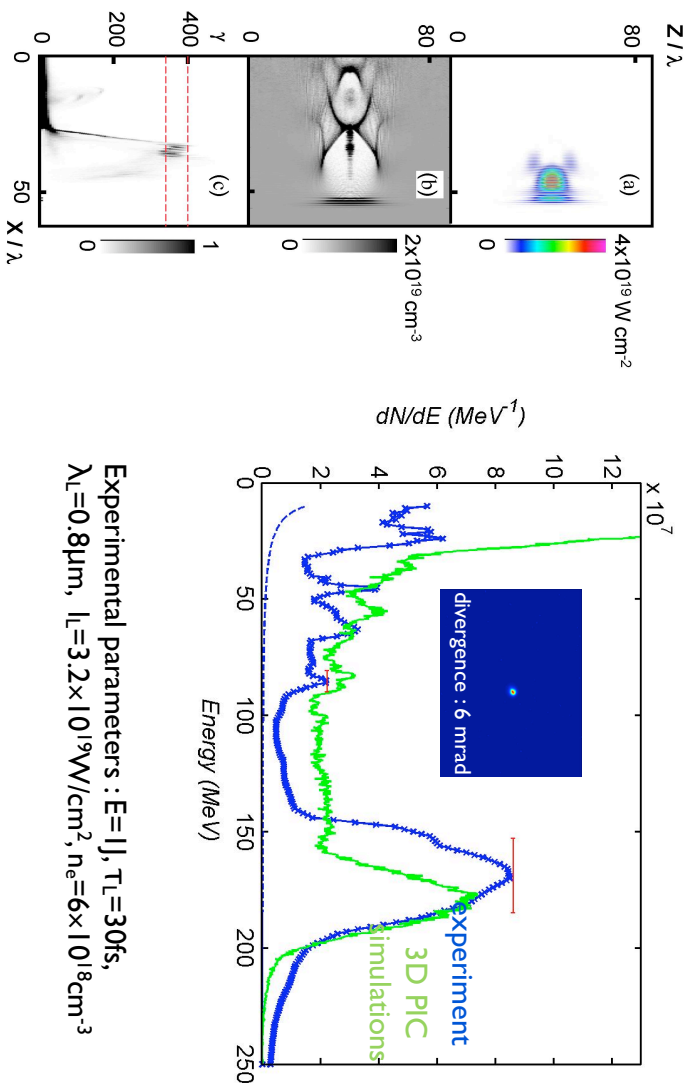 Z / λ
80
0
(a)
4x10¹⁹ W cm⁻²
0
80
0
(b)
2x10¹⁹ cm⁻³
0
γ
400
200
0
50
X / λ
(c)
1
0
x 10⁷
12
10
8
6
4
2
0
dN/dE (MeV⁻¹)
0
50
100
150
200
250
Energy (MeV)
divergence : 6 mrad
experiment
3D PIC
simulations
Experimental parameters : E=1J, τL=30fs,
λL=0.8µm, IL=3.2×10¹⁹W/cm², nₑ=6×10¹⁸cm⁻³